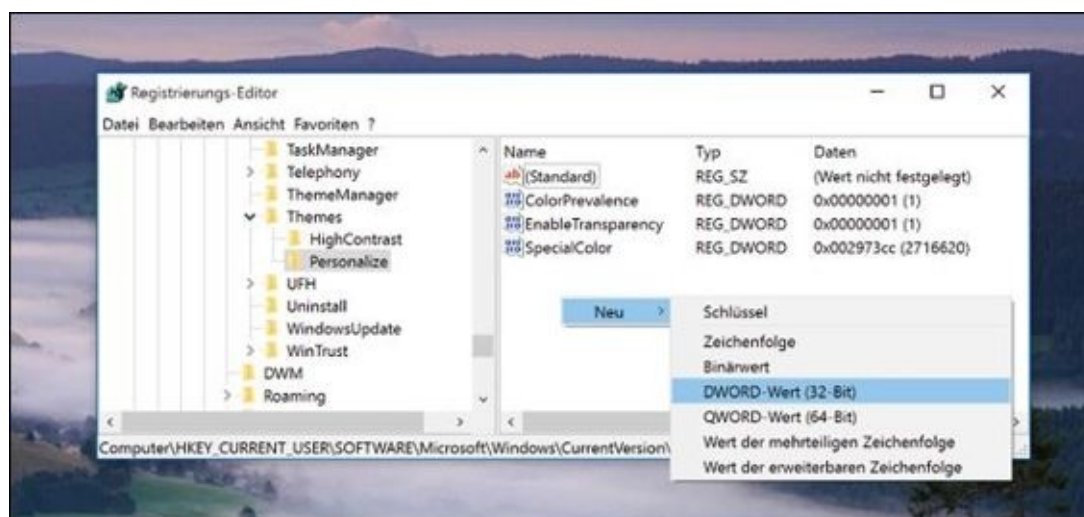 Registrierungs-Editor
Datei Bearbeiten Ansicht Favoriten ?
TaskManager
Telephony
ThemeManager
Themes
HighContrast
Personalize
UFH
Uninstall
WindowsUpdate
WinTrust
DWM
Roaming
Name Typ Daten
(Standard) REG_SZ (Wert nicht festgelegt)
ColorPrevalence REG_DWORD 0x00000001 (1)
EnableTransparency REG_DWORD 0x00000001 (1)
SpecialColor REG_DWORD 0x002973cc (2716620)
Neu
Schlüssel
Zeichenfolge
Binärwert
DWORD-Wert (32-Bit)
QWORD-Wert (64-Bit)
Wert der mehrteiligen Zeichenfolge
Wert der erweiterbaren Zeichenfolge
Computer\HKEY_CURRENT_USER\SOFTWARE\Microsoft\Windows\CurrentVersion\